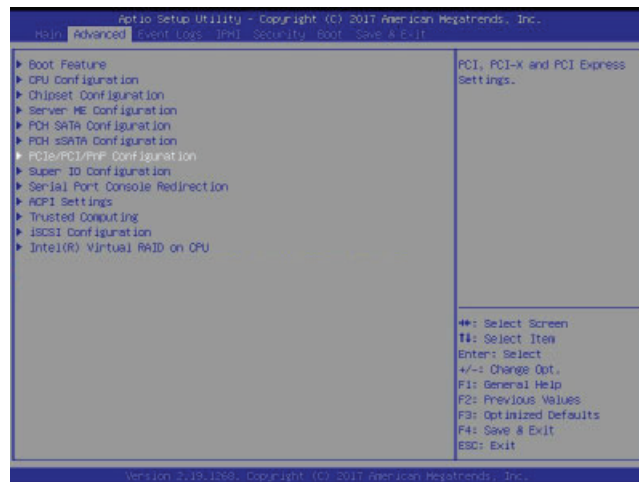 Aptio Setup Utility - Copyright (C) 2017 American Megatrends, Inc.
Main Advanced Event Logs IPMI Security Boot Save & Exit
Boot Feature
CPU Configuration
Chipset Configuration
Server ME Configuration
PCH SATA Configuration
PCH sSATA Configuration
PCIe/PCI/PnP Configuration
Super IO Configuration
Serial Port Console Redirection
ACPI Settings
Trusted Computing
iSCSI Configuration
Intel(R) Virtual RAID on CPU
PCI, PCI-X and PCI Express
Settings.
→←: Select Screen
↑↓: Select Item
Enter: Select
+/-: Change Opt.
F1: General Help
F2: Previous Values
F3: Optimized Defaults
F4: Save & Exit
ESC: Exit
Version 2.19.1268. Copyright (C) 2017 American Megatrends, Inc.